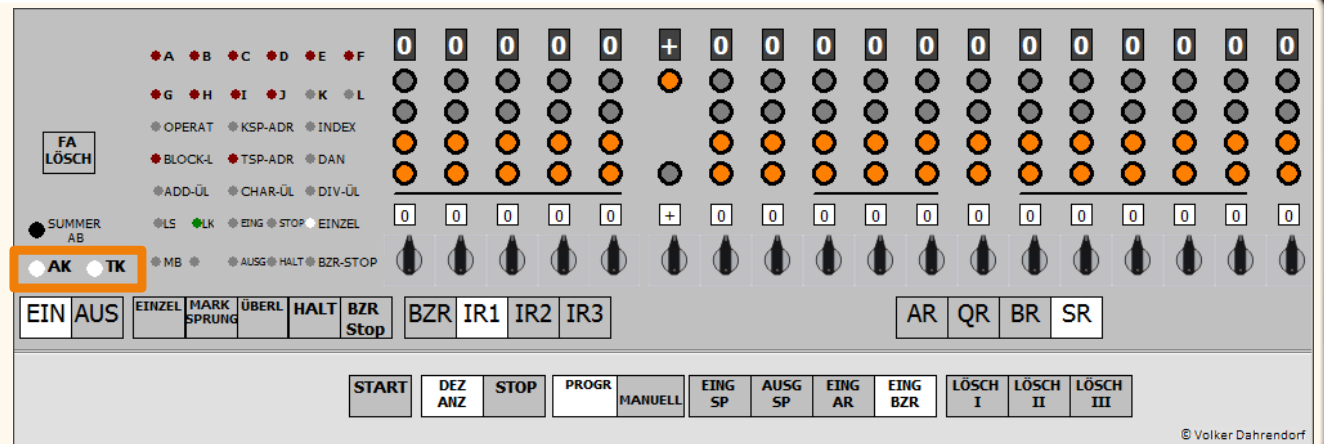 0 0 0 0 0 + 0 0 0 0 0 0 0 0 0 0 0 0
A B C D E F
G H I J K L
OPERAT KSP-ADR INDEX
FA
LÖSCH
BLOCK-L TSP-ADR DAN
ADD-ÜL CHAR-ÜL DIV-ÜL
0 0 0 0 0 + 0 0 0 0 0 0 0 0 0 0 0 0
SUMMER
AB
LS LK EING STOP EINZEL
AK TK
MB AUSG HALT BZR-STOP
EIN AUS
EINZEL
MARK
SPRUNG
ÜBERL
HALT
BZR
Stop
BZR IR1 IR2 IR3
AR QR BR SR
START
DEZ
ANZ
STOP
PROGR
MANUELL
EING
SP
AUSG
SP
EING
AR
EING
BZR
LÖSCH
I
LÖSCH
II
LÖSCH
III
© Volker Dahrendorf